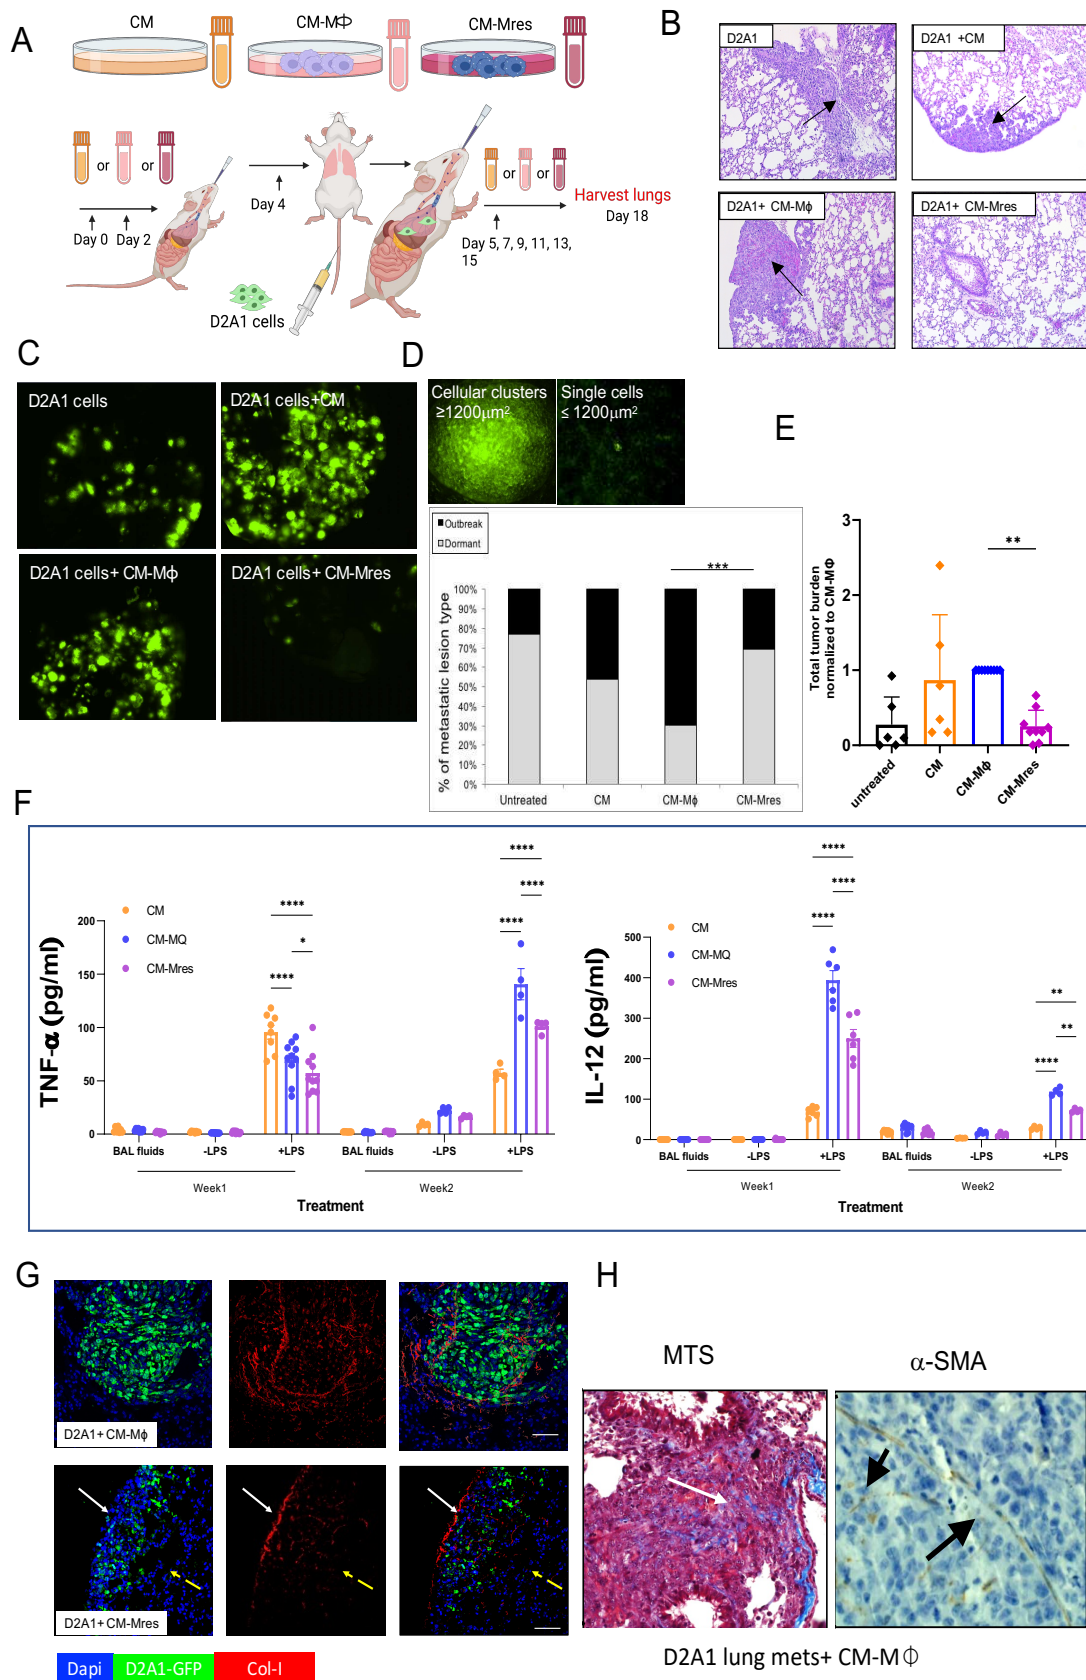 A
CM
CM-MΦ
CM-Mres
or
or
Day 0
Day 2
Day 4
D2A1 cells
or
or
Harvest lungs
Day 18
Day 5, 7, 9, 11, 13,
15
B
D2A1
D2A1 +CM
D2A1+ CM-Mϕ
D2A1+ CM-Mres
C
D2A1 cells
D2A1 cells+CM
D2A1 cells+ CM-Mϕ
D2A1 cells+ CM-Mres
D
Cellular clusters
≥1200μm²
Single cells
≤ 1200μm²
Outbreak
Dormant
***
% of metastatic lesion type
100%
90%
80%
70%
60%
50%
40%
30%
20%
10%
0%
Untreated
CM
CM-Mϕ
CM-Mres
E
Total tumor burden
normalized to CM-MΦ
3
2
1
0
**
untreated
CM
CM-Mϕ
CM-Mres
F
TNF-α (pg/ml)
200
150
100
50
0
CM
CM-MQ
CM-Mres
****
*
****
****
****
****
BAL fluids
-LPS
+LPS
BAL fluids
-LPS
+LPS
Week1
Week2
Treatment
IL-12 (pg/ml)
500
400
300
200
100
0
CM
CM-MQ
CM-Mres
****
****
****
**
**
****
BAL fluids
-LPS
+LPS
BAL fluids
-LPS
+LPS
Week1
Week2
Treatment
G
D2A1+ CM-Mϕ
D2A1+ CM-Mres
Dapi D2A1-GFP Col-I
H
MTS
α-SMA
D2A1 lung mets+ CM-MΦ